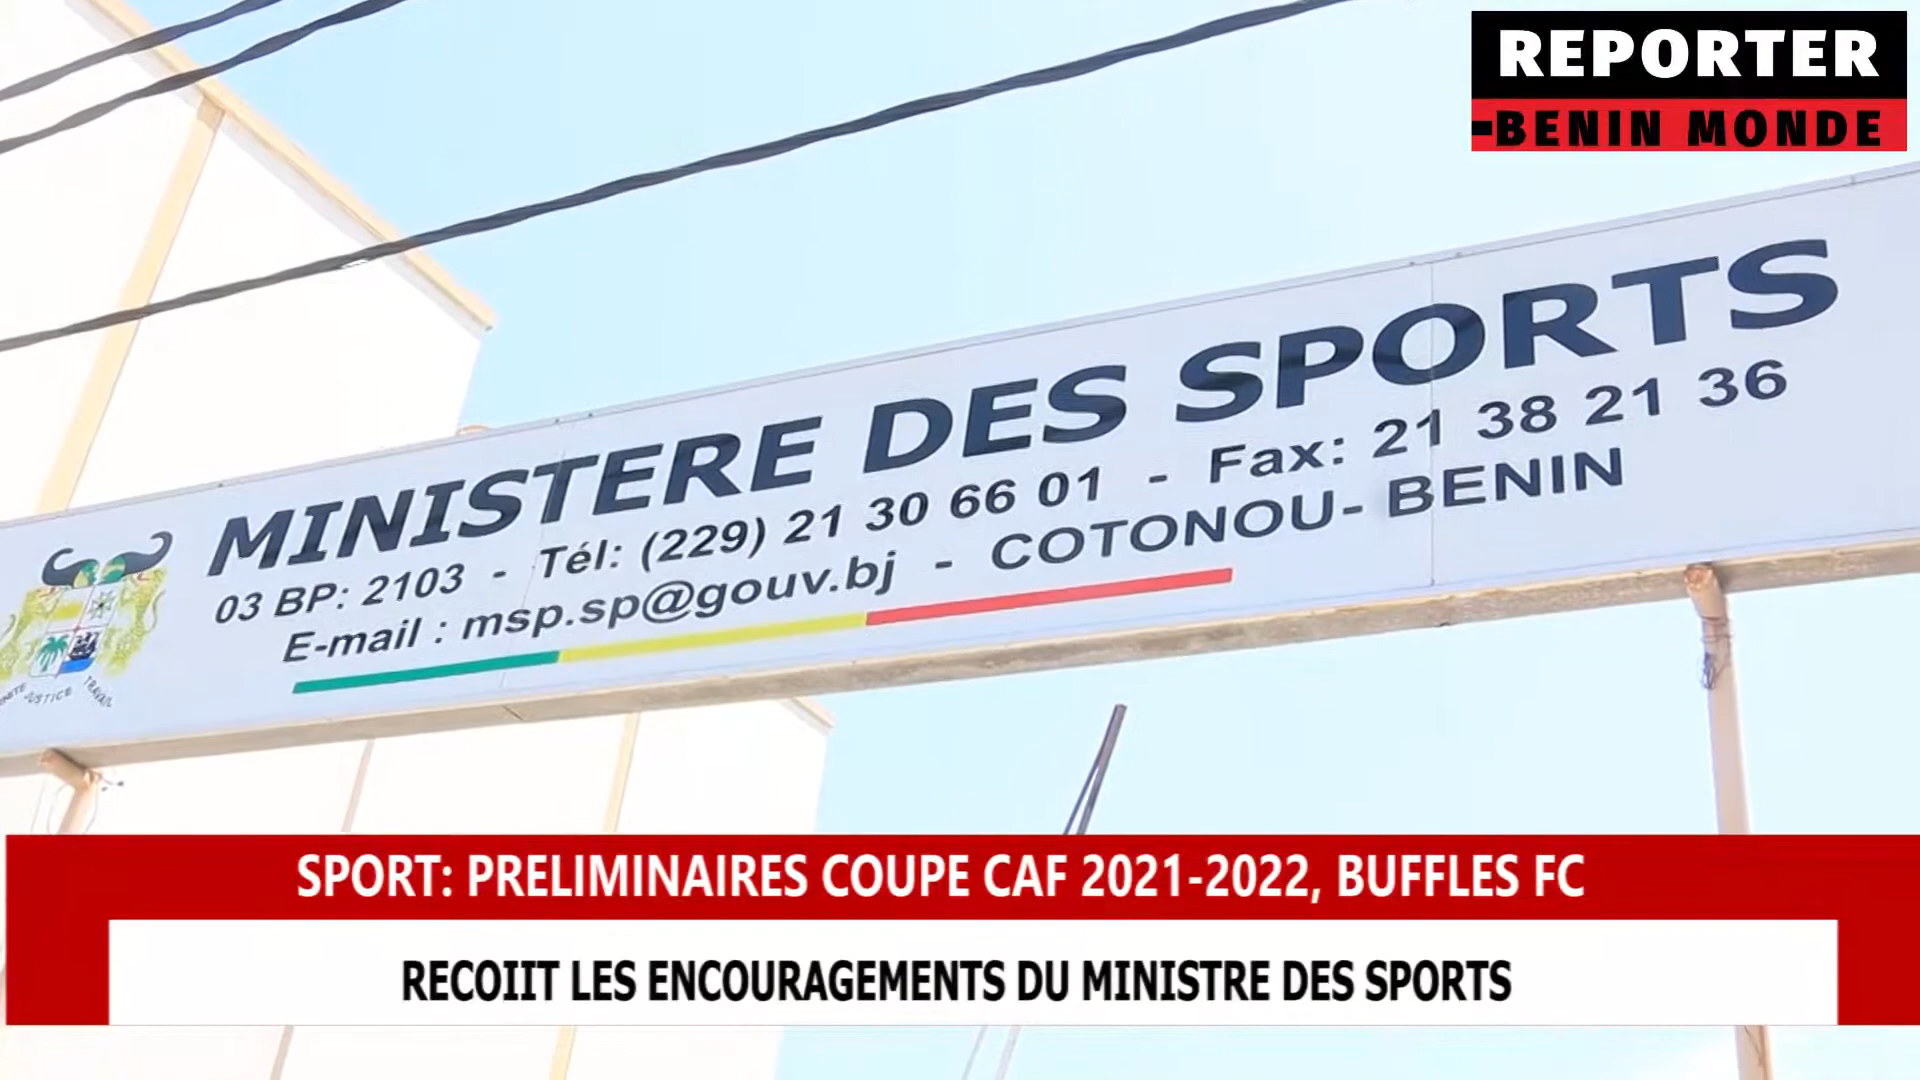 REPORTER
BENIN MONDE
MINISTERE DES SPORTS
03 BP: 2103 - Tél: (229) 21 30 66 01 - Fax: 21 38 21 36
E-mail : msp.sp@gouv.bj - COTONOU- BENIN
JUSTICE TRAVAIL
SPORT: PRELIMINAIRES COUPE CAF 2021-2022, BUFFLES FC
RECOIIT LES ENCOURAGEMENTS DU MINISTRE DES SPORTS